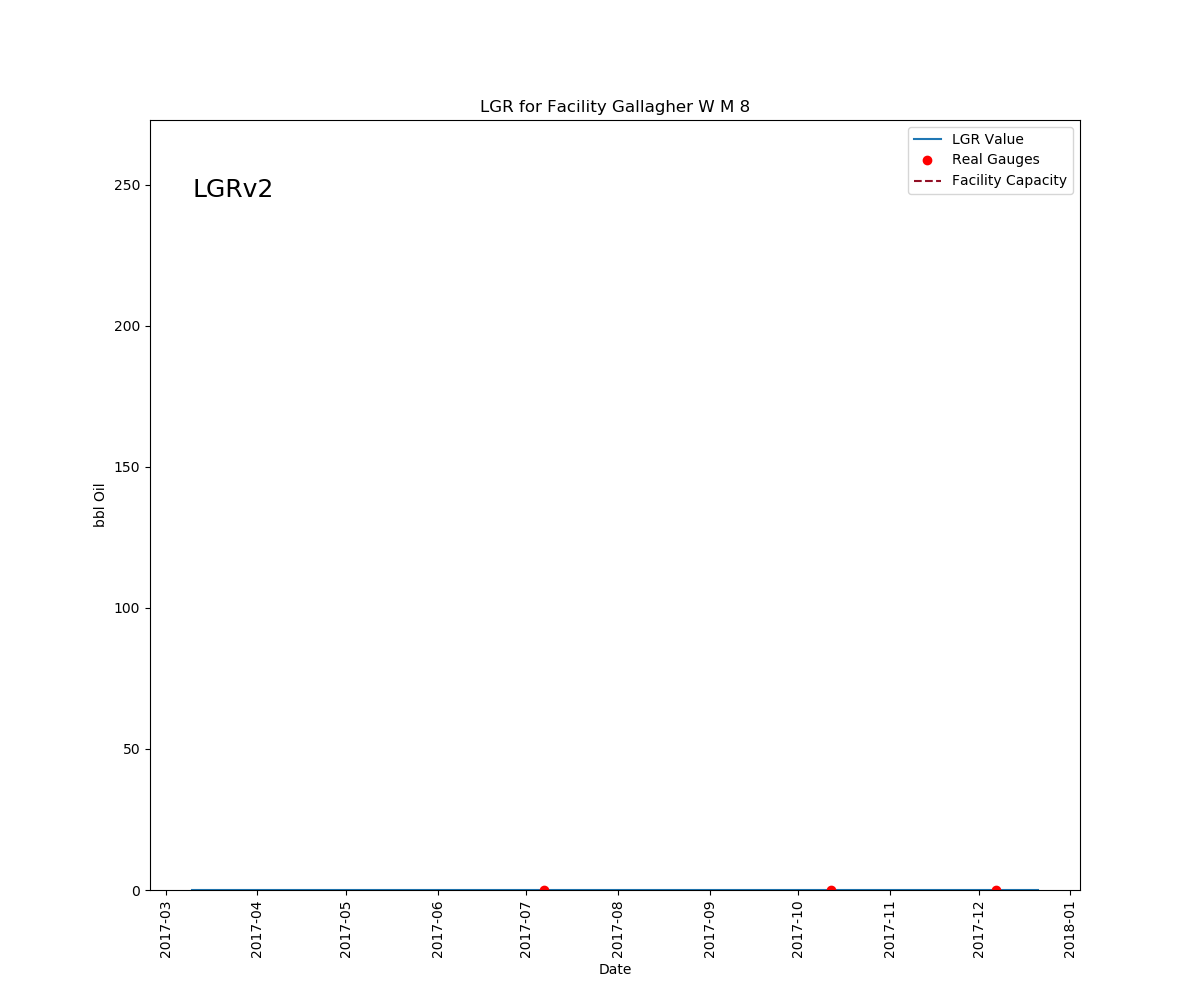 LGR for Facility Gallagher W M 8
LGR Value
Real Gauges
Facility Capacity
LGRv2
250
200
150
100
50
0
bbl Oil
2017-03
2017-04
2017-05
2017-06
2017-07
2017-08
2017-09
2017-10
2017-11
2017-12
2018-01
Date